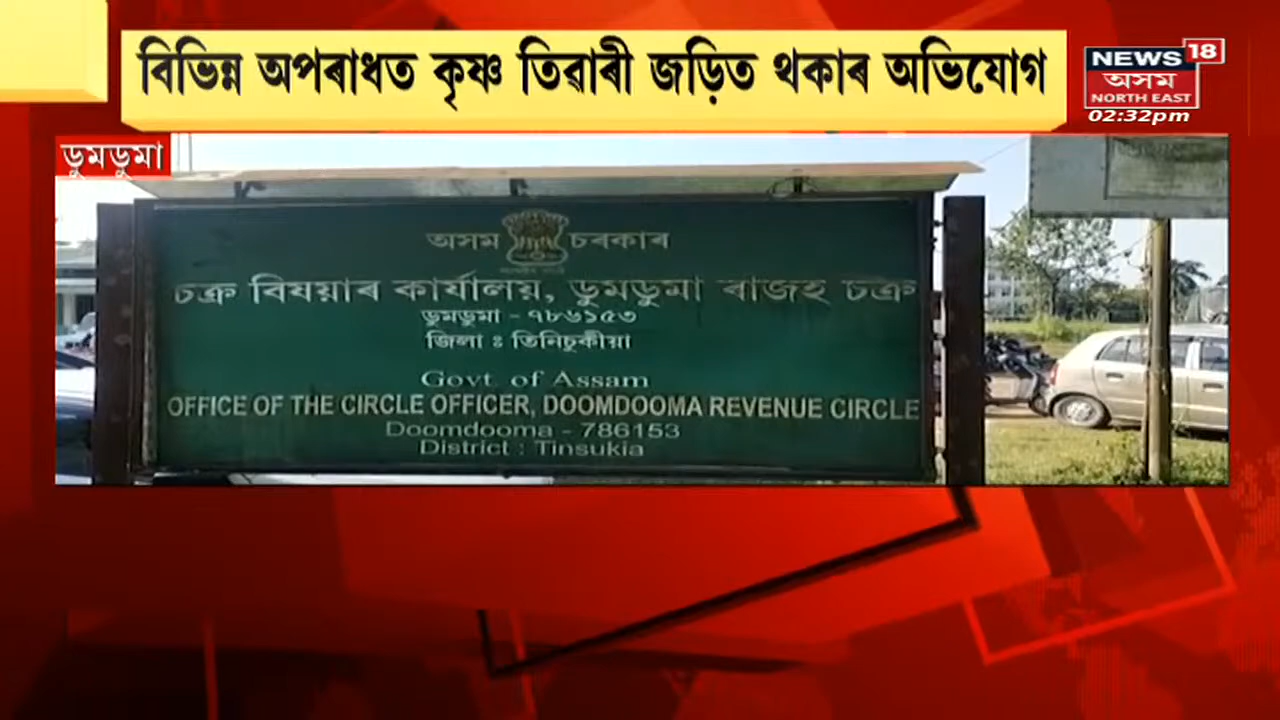 বিভিন্ন অপৰাধত কৃষ্ণ তিৱাৰী জড়িত থকাৰ অভিযোগ
NEWS 18
অসম
NORTH EAST
02:32pm
ডুমডুমা
অসম চৰকাৰ
চক্ৰ বিষয়াৰ কাৰ্যালয়, ডুমডুমা ৰাজহ চক্ৰ
ডুমডুমা - ৭৮৬১৫৩
জিলা : তিনিচুকীয়া
Govt. of Assam
OFFICE OF THE CIRCLE OFFICER, DOOMDOOMA REVENUE CIRCLE
Doomdooma - 786153
District : Tinsukia